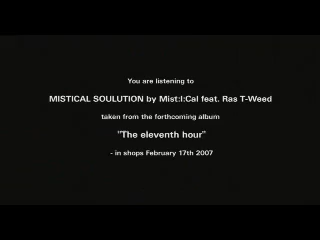 You are listening to
MISTICAL SOULUTION by Mist:I:Cal feat. Ras T-Weed
taken from the forthcoming album
"The eleventh hour"
- in shops February 17th 2007